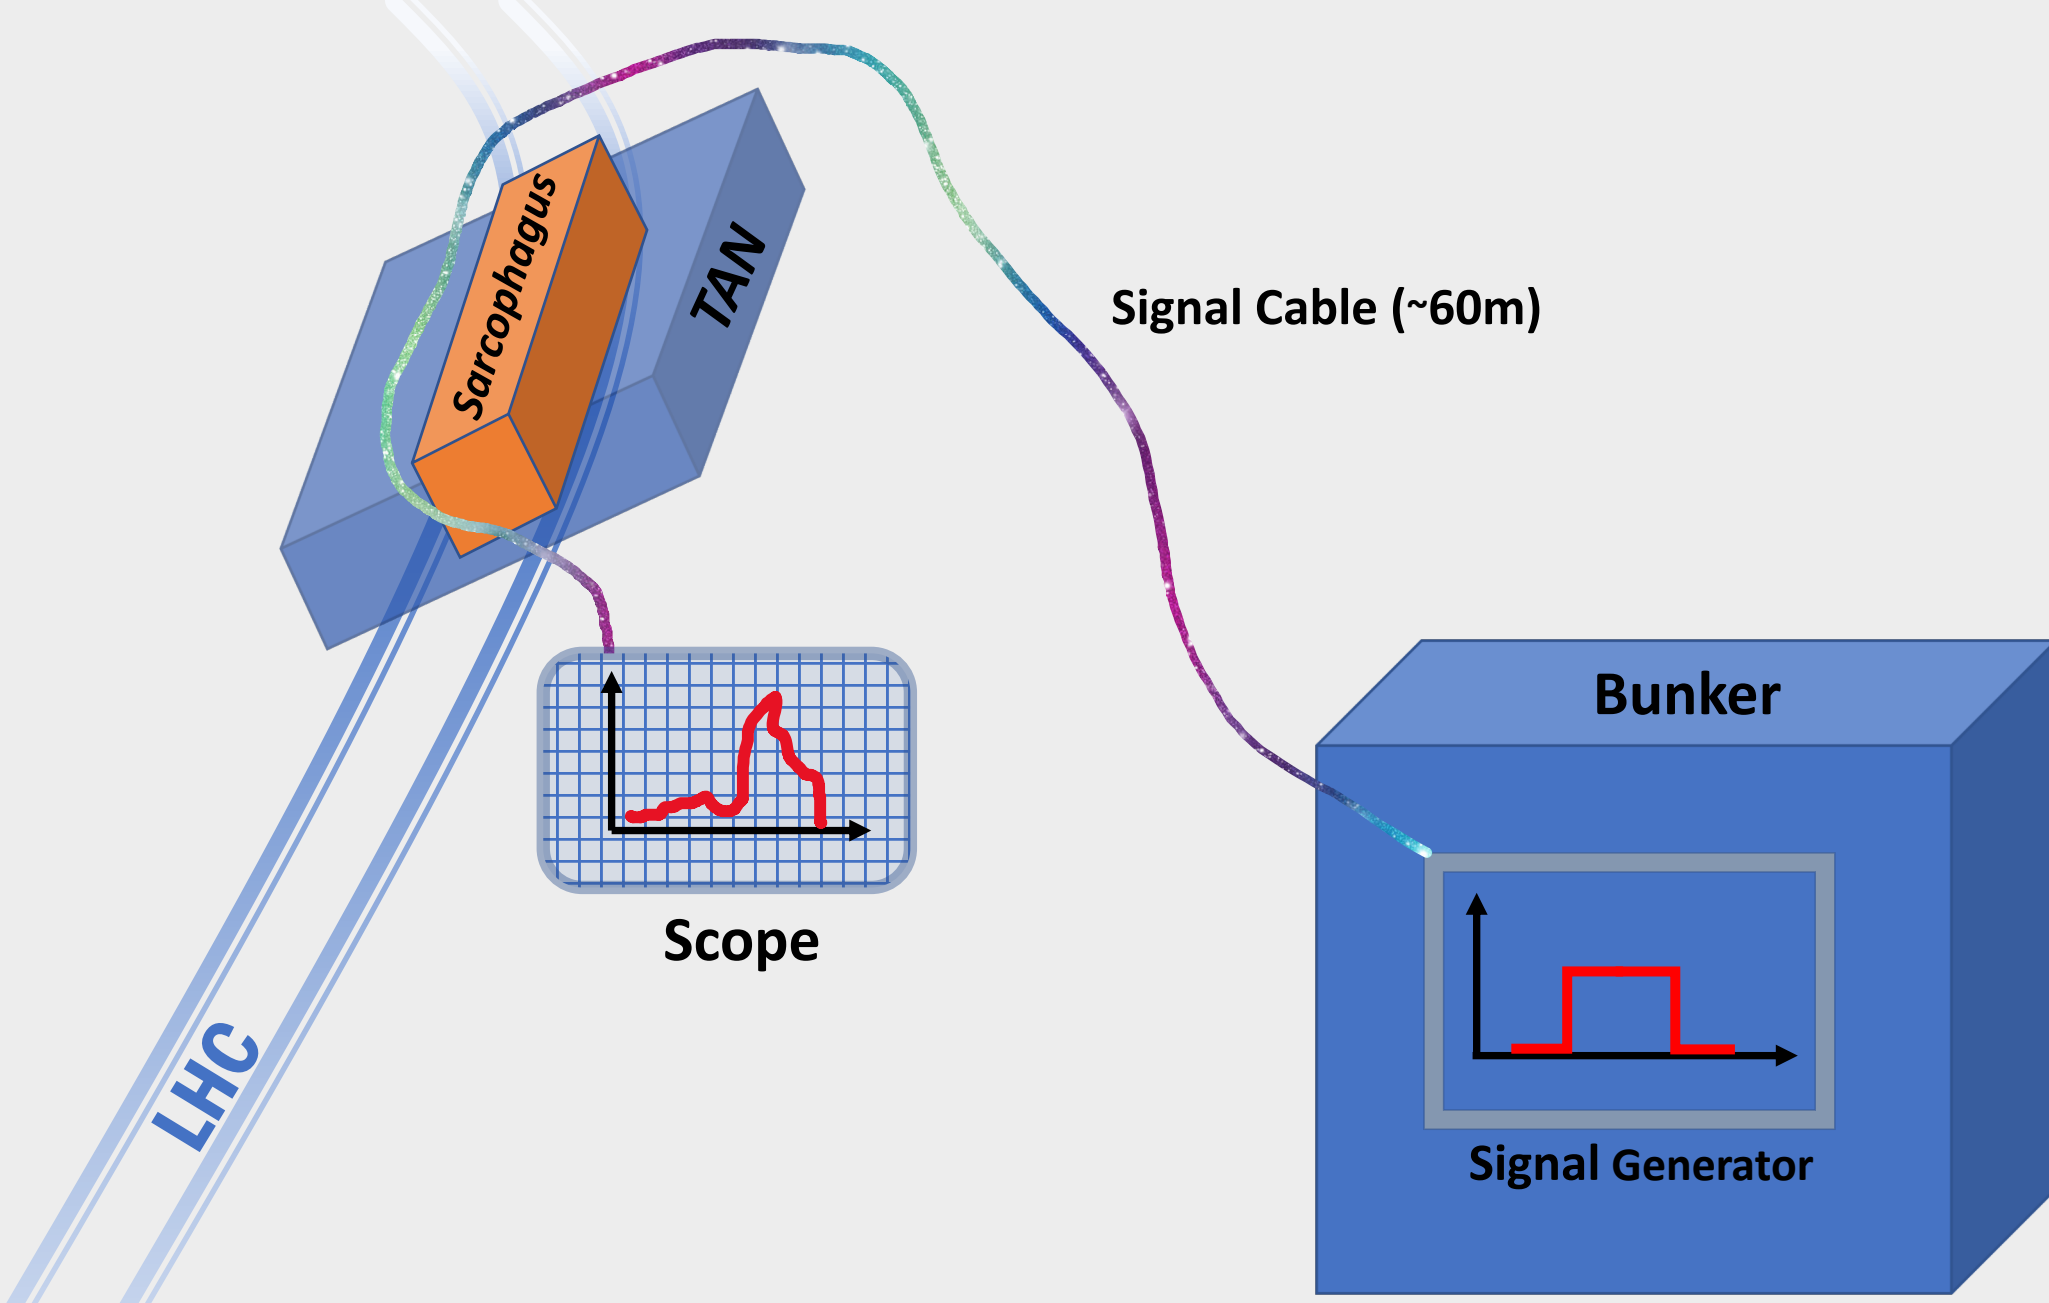 Sarcophagus
TAN
Signal Cable (~60m)
Bunker
Scope
LHC
Signal Generator